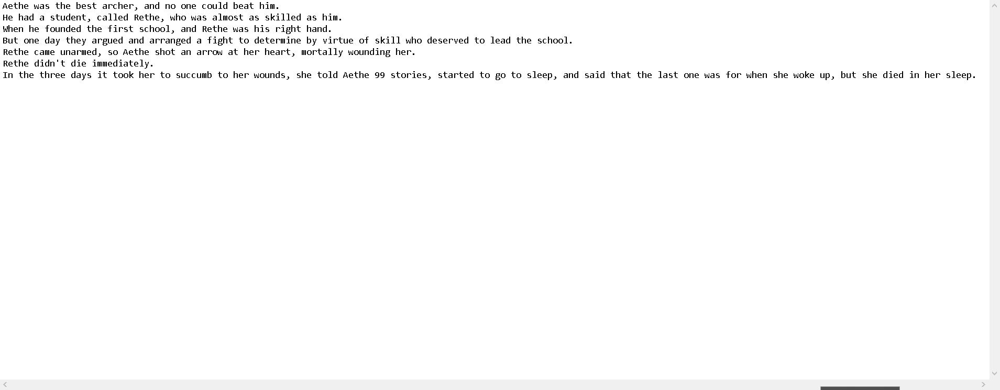 Aethe was the best archer, and no one could beat him.
He had a student, called Rethe, who was almost as skilled as him.
When he founded the first school, and Rethe was his right hand.
But one day they argued and arranged a fight to determine by virtue of skill who deserved to lead the school.
Rethe came unarmed, so Aethe shot an arrow at her heart, mortally wounding her.
Rethe didn't die immediately.
In the three days it took her to succumb to her wounds, she told Aethe 99 stories, started to go to sleep, and said that the last one was for when she woke up, but she died in her sleep.